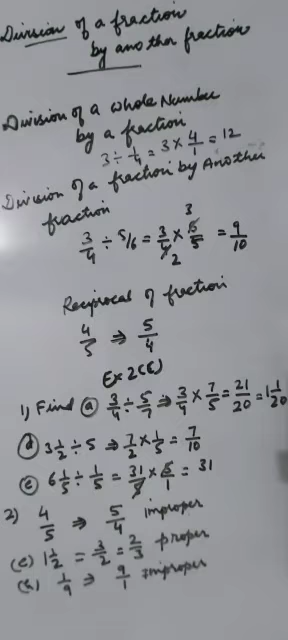 Division of a fraction
by another fraction
Division of a whole Number
by a fraction
3 ÷ 1/4 = 3 × 4/1 = 12
Division of a fraction by Another
fraction
3/4 ÷ 5/6 = 3/4 × 6/5 = 9/10
3
2
Reciprocal of fraction
4/5 ⇒ 5/4
Ex 2(E)
1) Find (a) 3/4 ÷ 5/7 ⇒ 3/4 × 7/5 = 21/20 = 1 1/20
(d) 3 1/2 ÷ 5 ⇒ 7/2 × 1/5 = 7/10
(e) 6 1/5 ÷ 1/5 = 31/5 × 5/1 = 31
2) 4/5 ⇒ 5/4 improper
(c) 1 1/2 = 3/2 = 2/3 proper
1/9 ⇒ 9/1 improper